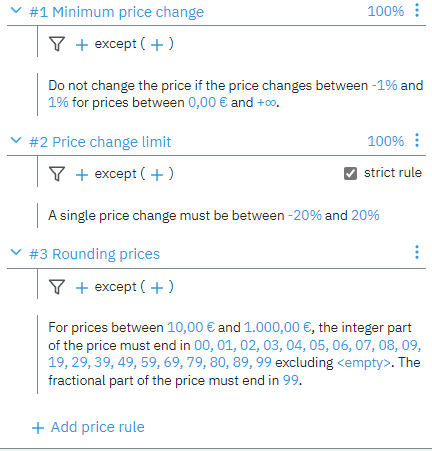 #1 Minimum price change 100%
+ except ( + )
Do not change the price if the price changes between -1% and
1% for prices between 0,00 € and +∞.
#2 Price change limit 100%
+ except ( + ) strict rule
A single price change must be between -20% and 20%
#3 Rounding prices
+ except ( + )
For prices between 10,00 € and 1.000,00 €, the integer part
of the price must end in 00, 01, 02, 03, 04, 05, 06, 07, 08, 09,
19, 29, 39, 49, 59, 69, 79, 80, 89, 99 excluding <empty>. The
fractional part of the price must end in 99.
+ Add price rule